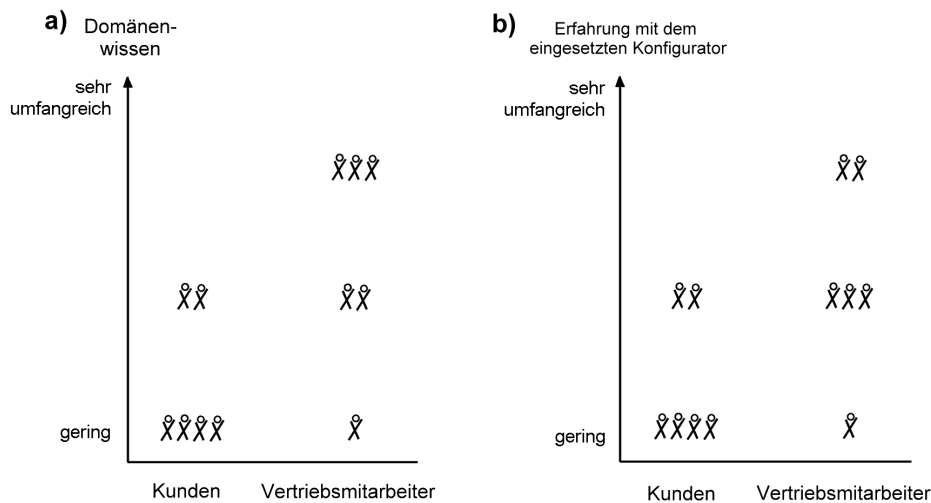 a)
Domänen-
wissen
sehr
umfangreich
gering
Kunden
Vertriebsmitarbeiter
b)
Erfahrung mit dem
eingesetzten Konfigurator
sehr
umfangreich
gering
Kunden
Vertriebsmitarbeiter